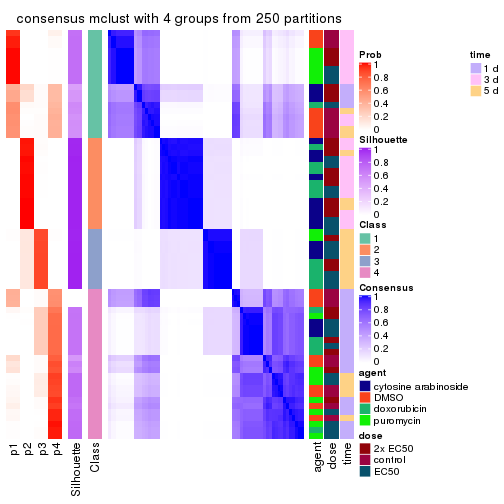 consensus mclust with 4 groups from 250 partitions
Prob
1
0.8
0.6
0.4
0.2
0
Silhouette
1
0.8
0.6
0.4
0.2
0
Class
1
2
3
4
Consensus
1
0.8
0.6
0.4
0.2
0
agent
cytosine arabinoside
DMSO
doxorubicin
puromycin
dose
2x EC50
control
EC50
time
1 d
3 d
5 d
p1
p2
p3
p4
Silhouette
Class
agent
dose
time